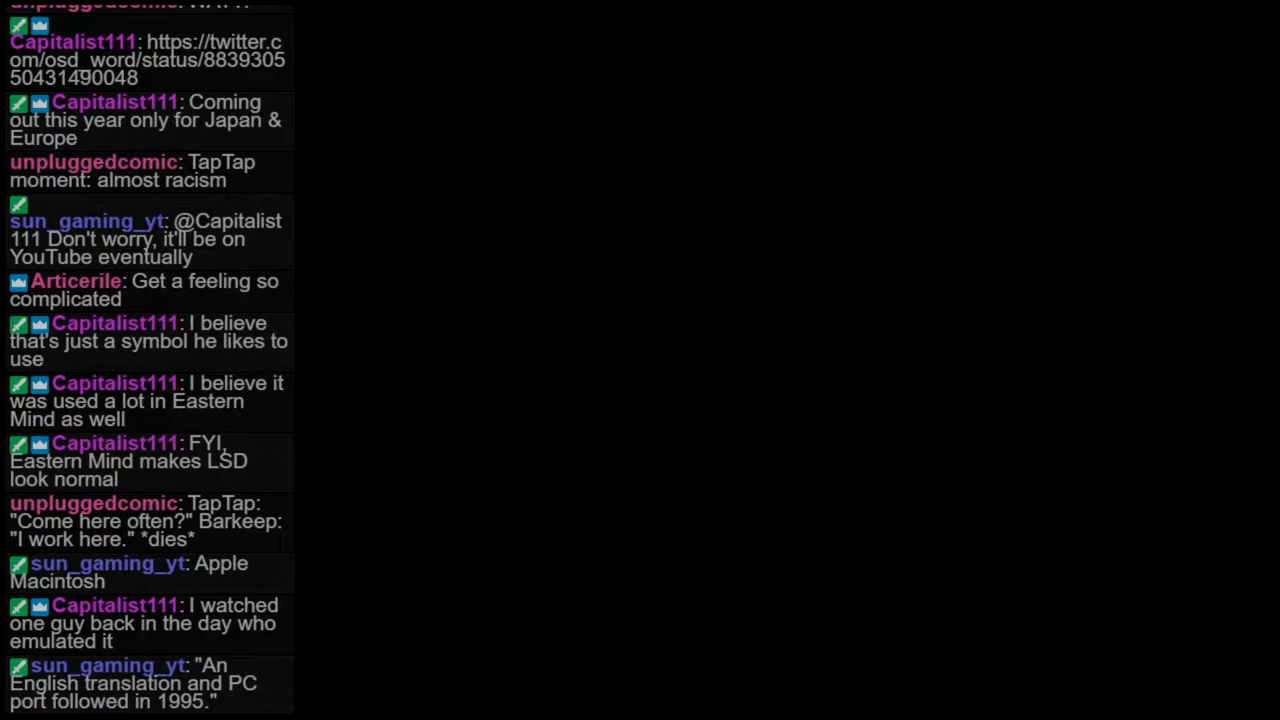 Capitalist111: https://twitter.c
om/osd_word/status/8839305
50431490048
Capitalist111: Coming
out this year only for Japan &
Europe
unpluggedcomic: TapTap
moment: almost racism
sun_gaming_yt: @Capitalist
111 Don't worry, it'll be on
YouTube eventually
Articerile: Get a feeling so
complicated
Capitalist111: I believe
that's just a symbol he likes to
use
Capitalist111: I believe it
was used a lot in Eastern
Mind as well
Capitalist111: FYI,
Eastern Mind makes LSD
look normal
unpluggedcomic: TapTap:
"Come here often?" Barkeep:
"I work here." *dies*
sun_gaming_yt: Apple
Macintosh
Capitalist111: I watched
one guy back in the day who
emulated it
sun_gaming_yt: "An
English translation and PC
port followed in 1995."